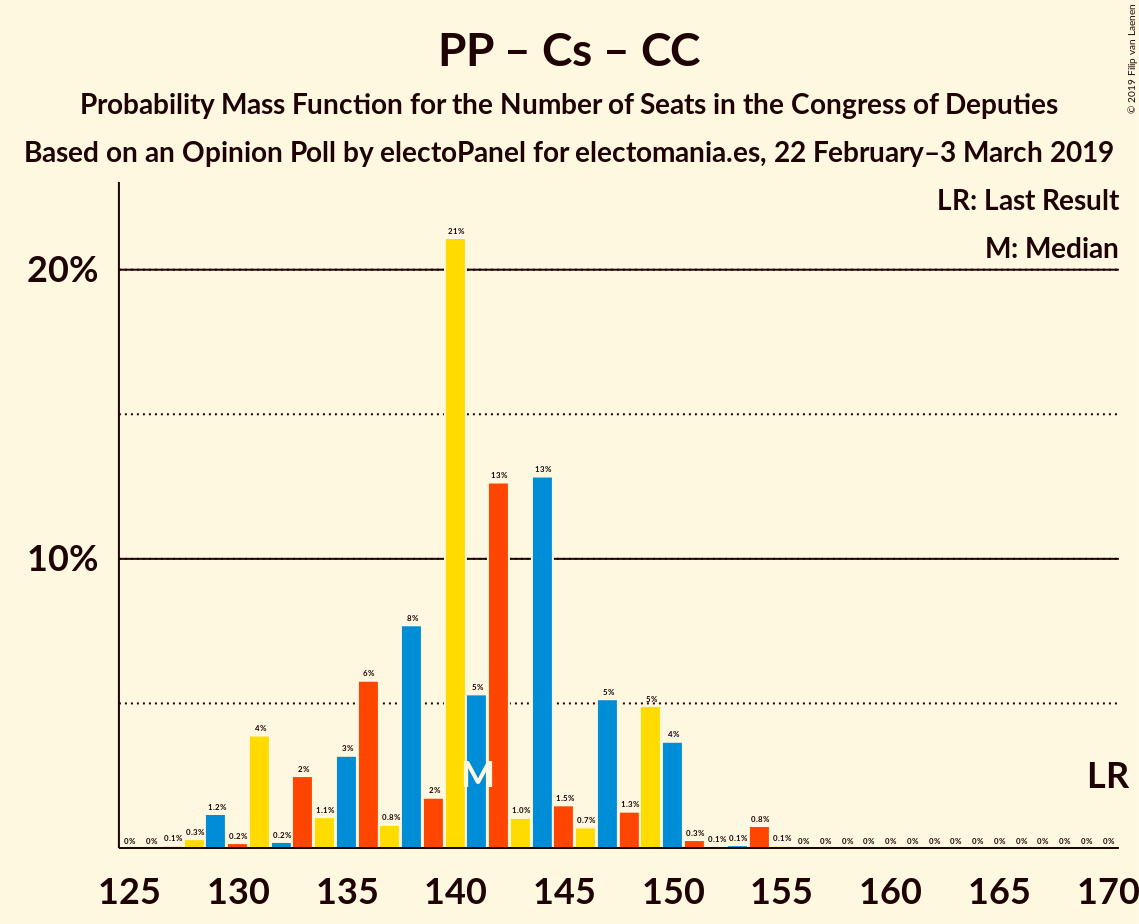 PP – Cs – CC
Probability Mass Function for the Number of Seats in the Congress of Deputies
Based on an Opinion Poll by electoPanel for electomania.es, 22 February–3 March 2019
© 2019 Filip van Laenen
LR: Last Result
M: Median
20%
10%
0% 0% 0.1% 0.3% 1.2% 0.2% 4% 0.2% 2% 1.1% 3% 6% 0.8% 8% 2% 21% 5% 13% 1.0% 13% 1.5% 0.7% 5% 1.3% 5% 4% 0.3% 0.1% 0.1% 0.8% 0.1% 0% 0% 0% 0% 0% 0% 0% 0% 0% 0% 0% 0% 0% 0% 0%
M
LR
125 130 135 140 145 150 155 160 165 170